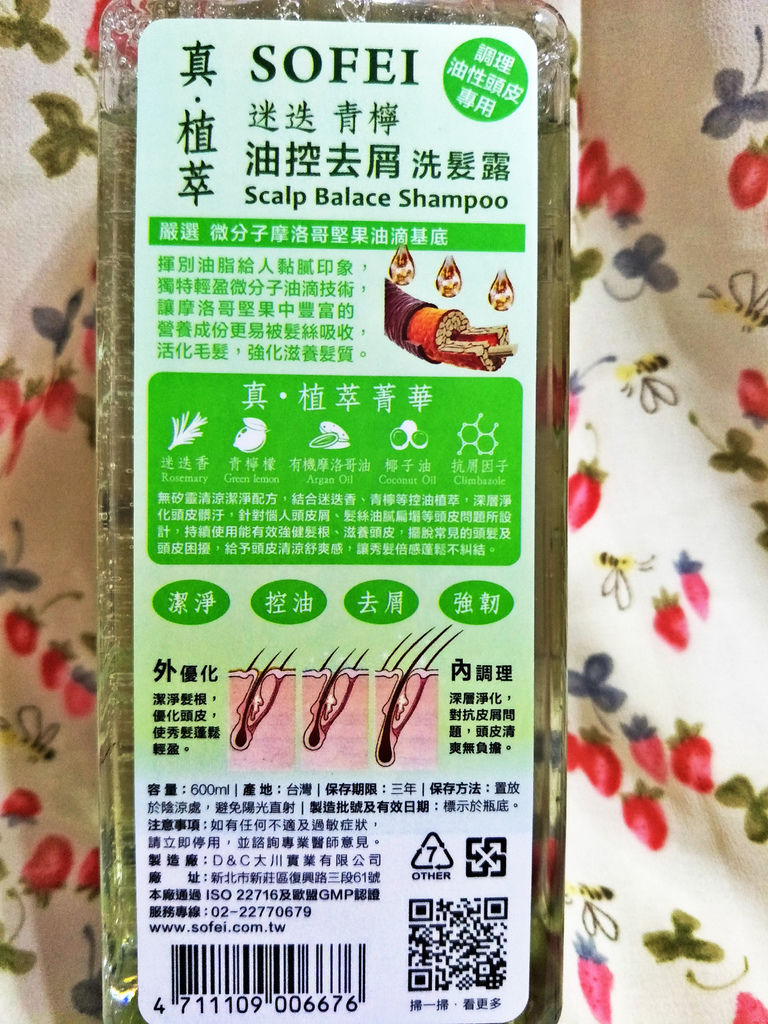 真・植萃
SOFEI
調理
油性頭皮
專用
迷迭 青檸
油控去屑 洗髮露
Scalp Balace Shampoo
嚴選 微分子摩洛哥堅果油滴基底
揮別油脂給人黏膩印象，
獨特輕盈微分子油滴技術，
讓摩洛哥堅果中豐富的
營養成份更易被髮絲吸收，
活化毛髮，強化滋養髮質。
真・植萃菁華
迷迭香 青檸檬 有機摩洛哥油 椰子油 抗屑因子
Rosemary Green lemon Argan Oil Coconut Oil Climbazole
無矽靈清涼潔淨配方，結合迷迭香、青檸等控油植萃，深層淨
化頭皮髒汙，針對惱人頭皮屑、髮絲油膩扁塌等頭皮問題所設
計，持續使用能有效強健髮根、滋養頭皮，擺脫常見的頭髮及
頭皮困擾，給予頭皮清涼舒爽感，讓秀髮倍感蓬鬆不糾結。
潔淨 控油 去屑 強韌
外優化
潔淨髮根，
優化頭皮，
使秀髮蓬鬆
輕盈。
內調理
深層淨化，
對抗皮屑問
題，頭皮清
爽無負擔。
容量：600ml | 產地：台灣 | 保存期限：三年 | 保存方法：置放
於陰涼處，避免陽光直射 | 製造批號及有效日期：標示於瓶底。
注意事項：如有任何不適及過敏症狀，
請立即停用，並諮詢專業醫師意見。
製造廠：D&C大川實業有限公司
廠 址：新北市新莊區復興路三段61號
本廠通過 ISO 22716及歐盟GMP認證
服務專線：02-22770679
www.sofei.com.tw
7
OTHER
4 711109 006676
掃一掃・看更多